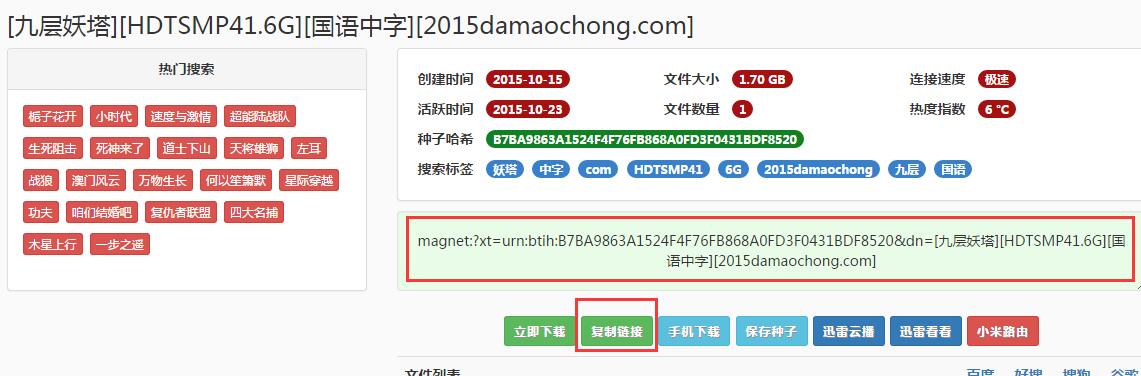 [九层妖塔][HDTSMP41.6G][国语中字][2015damaochong.com]
热门搜索
栀子花开 小时代 速度与激情 超能陆战队
生死阻击 死神来了 道士下山 天将雄狮 左耳
战狼 澳门风云 万物生长 何以笙箫默 星际穿越
功夫 咱们结婚吧 复仇者联盟 四大名捕
木星上行 一步之遥
创建时间 2015-10-15 文件大小 1.70 GB 连接速度 极速
活跃时间 2015-10-23 文件数量 1 热度指数 6 ℃
种子哈希 B7BA9863A1524F4F76FB868A0FD3F0431BDF8520
搜索标签 妖塔 中字 com HDTSMP41 6G 2015damaochong 九层 国语
magnet:?xt=urn:btih:B7BA9863A1524F4F76FB868A0FD3F0431BDF8520&dn=[九层妖塔][HDTSMP41.6G][国
语中字][2015damaochong.com]
立即下载 复制链接 手机下载 保存种子 迅雷云播 迅雷看看 小米路由
文件列表 百度 好搜 搜狗 谷歌